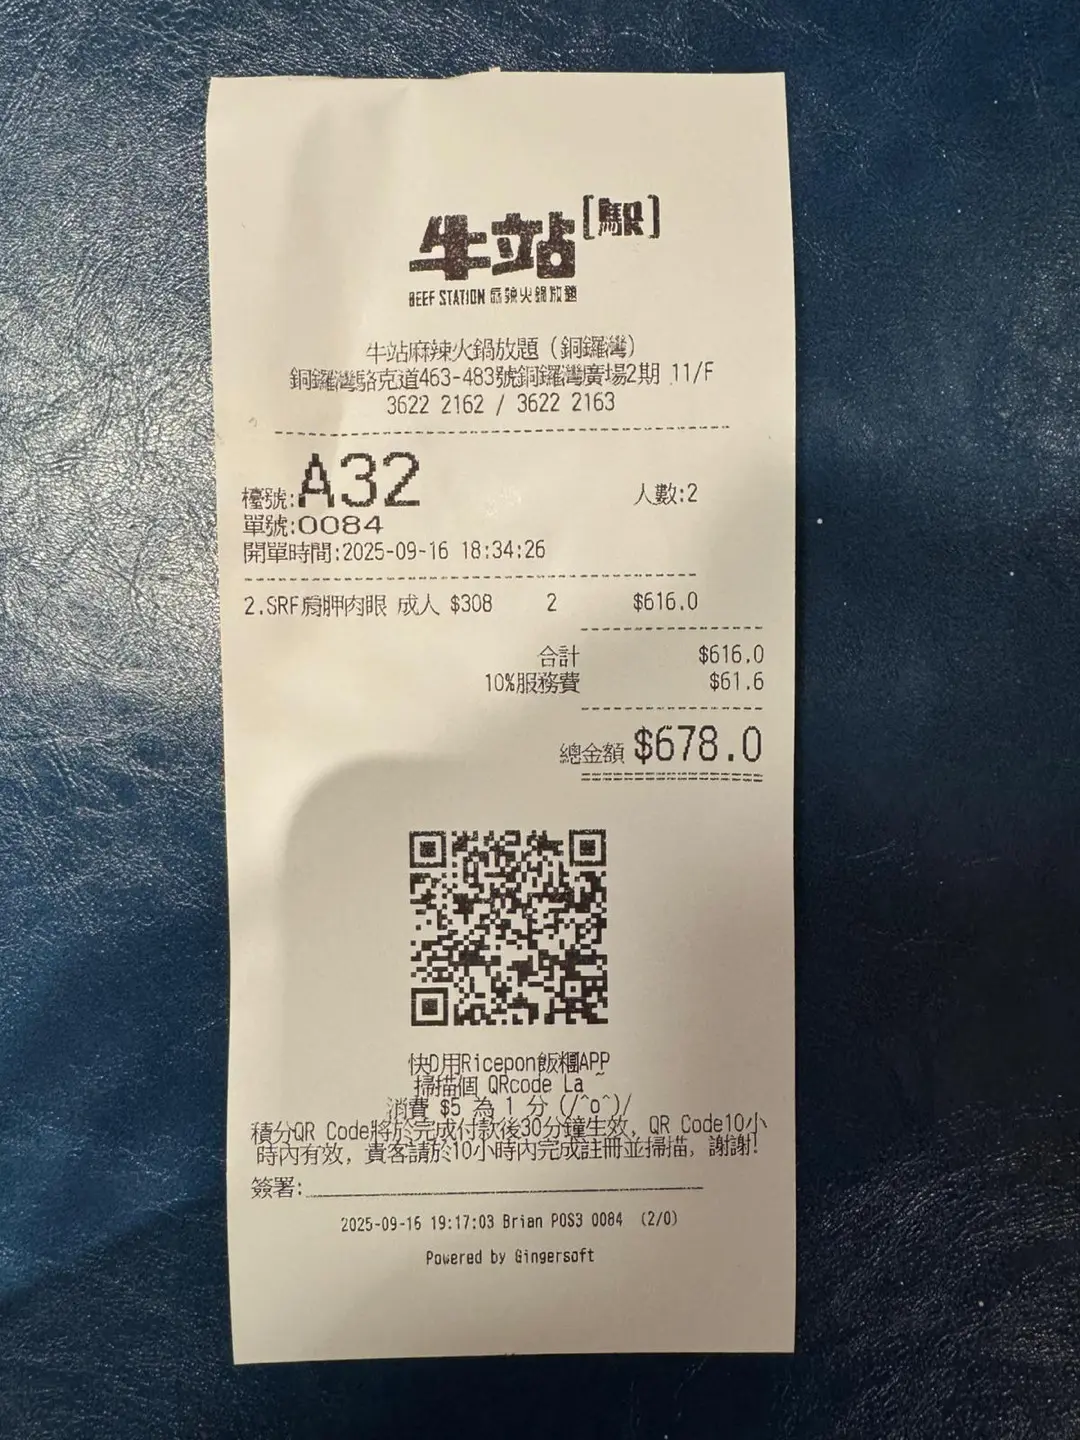 牛站[駅]
BEEF STATION 麻辣火鍋放題
牛站麻辣火鍋放題（銅鑼灣）
銅鑼灣駱克道463-483號銅鑼灣廣場2期 11/F
3622 2162 / 3622 2163
檯號:A32 人數:2
單號:0084
開單時間:2025-09-16 18:34:26
2.SRF肩胛肉眼 成人 $308 2 $616.0
合計 $616.0
10%服務費 $61.6
總金額 $678.0
快D用Ricepon飯糰APP
掃描個 QRcode La ~
消費 $5 為 1 分 (/^o^)/
積分QR Code將於完成付款後30分鐘生效, QR Code10小
時內有效, 貴客請於10小時內完成註冊並掃描, 謝謝!
簽署:
2025-09-16 19:17:03 Brian POS3 0084 (2/0)
Powered by Gingersoft